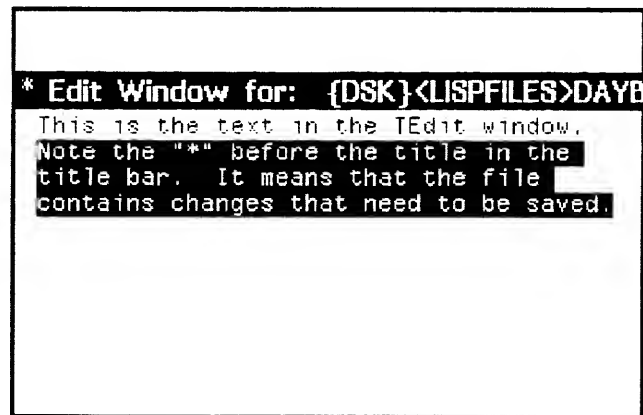 * Edit Window for: {DSK}<LISPFILES>DAYB
This is the text in the TEdit window.
Note the "*" before the title in the
title bar. It means that the file
contains changes that need to be saved.